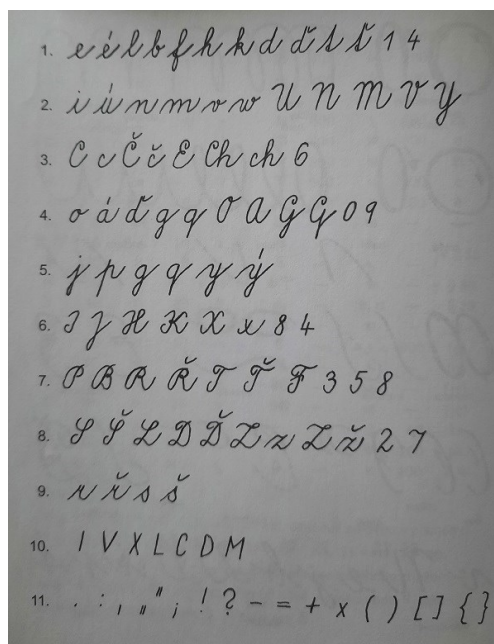 1. e é l b f h k d ď t ť 1 4
2. i ú n m v w U N M V Y
3. C c Č č E Ch ch 6
4. o á ď g q O A G G 0 9
5. j p g q y ý
6. I J H K X x 8 4
7. P B R Ř T Ť F 3 5 8
8. S Š L D Ď Z z Z ž 2 7
9. r ř s š
10. I V X L C D M
11. . : , „ " ; ! ? - = + x ( ) [ ] { }